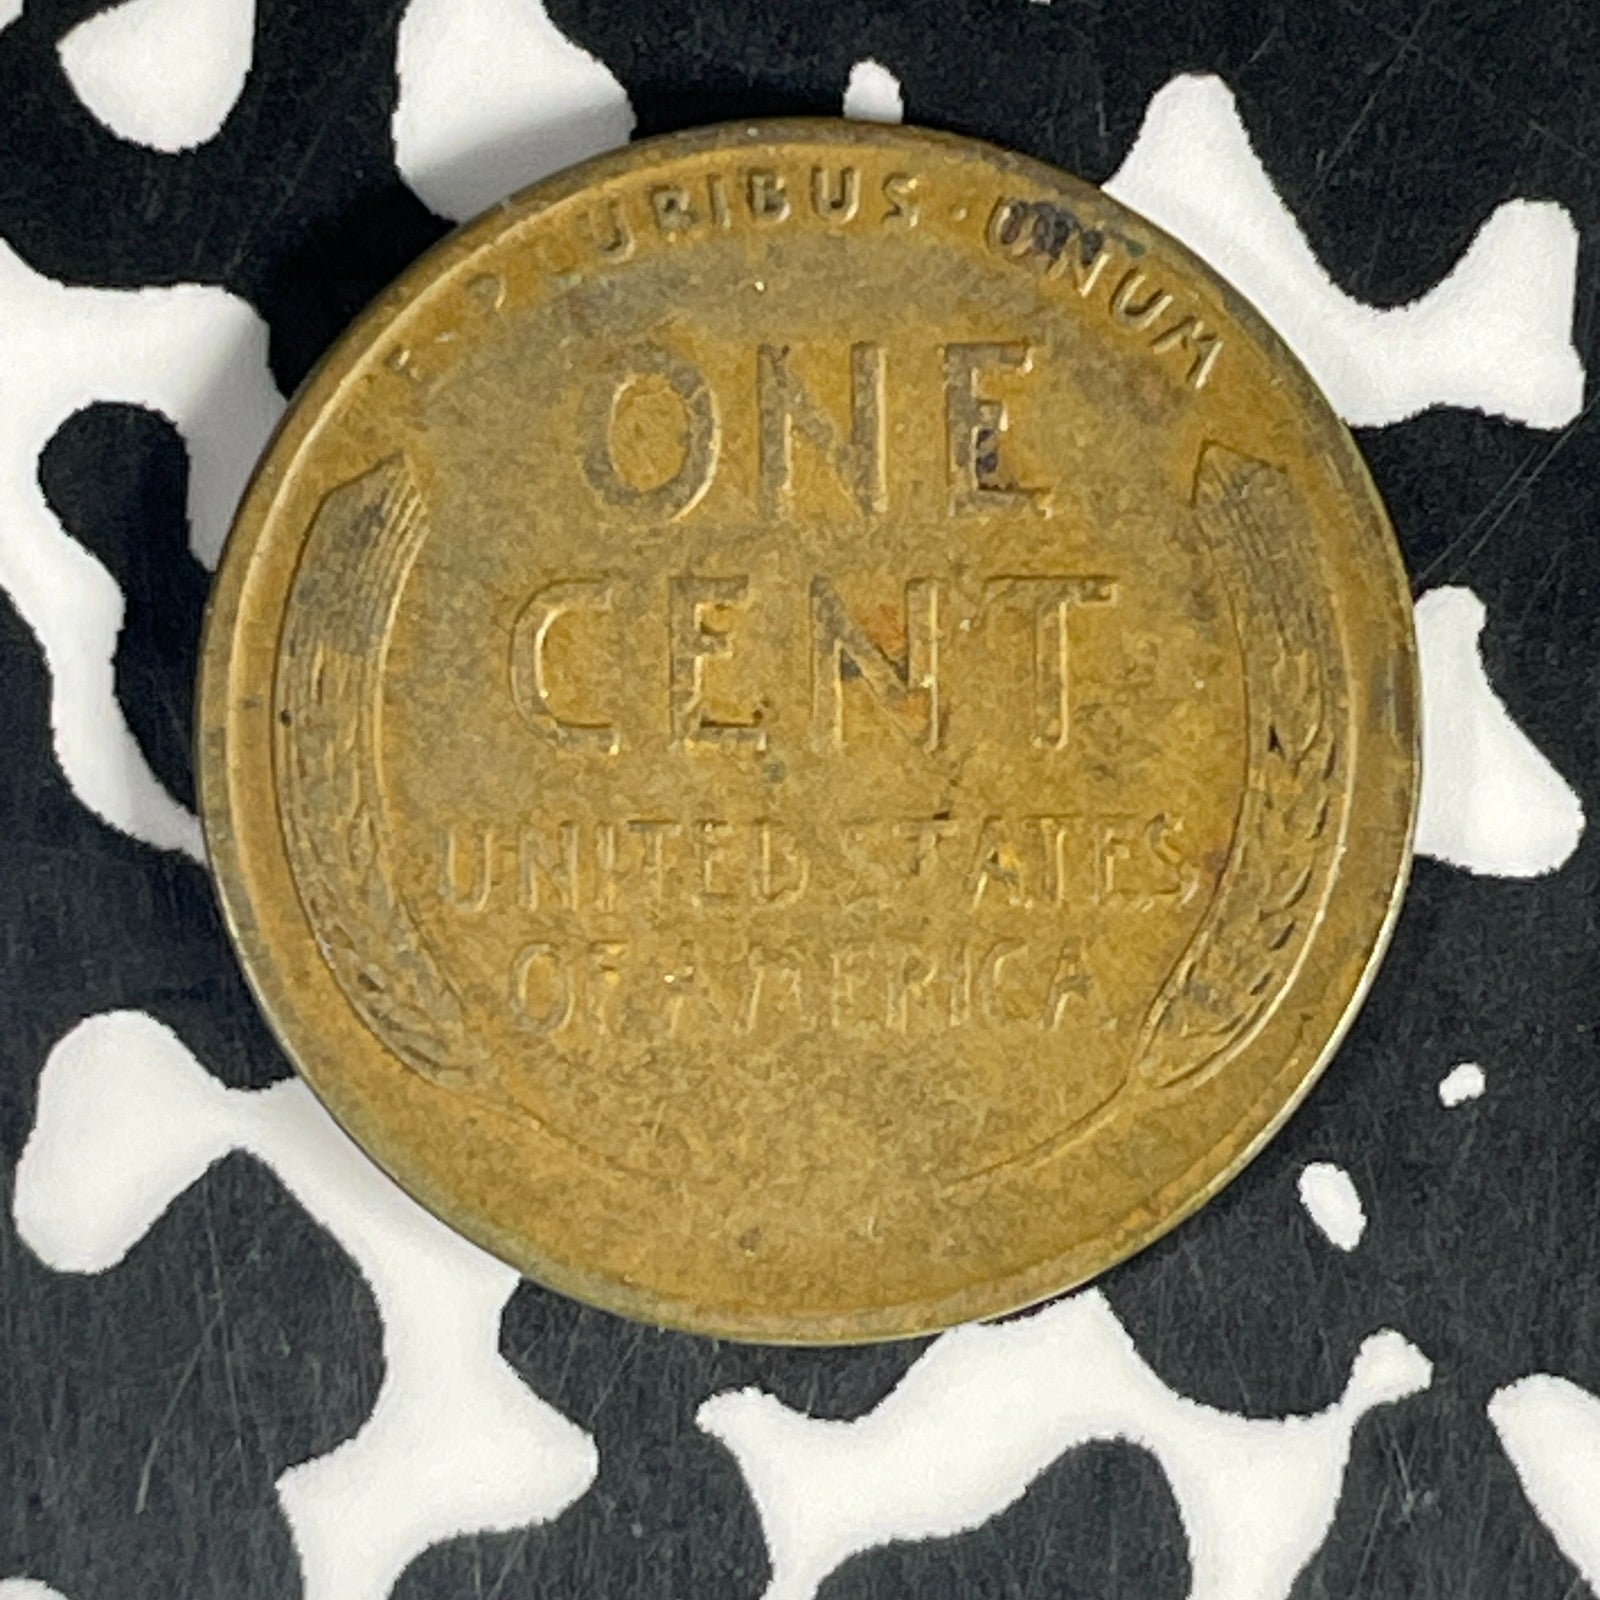 E · PLURIBUS · UNUM
ONE
CENT
UNITED STATES
OF AMERICA